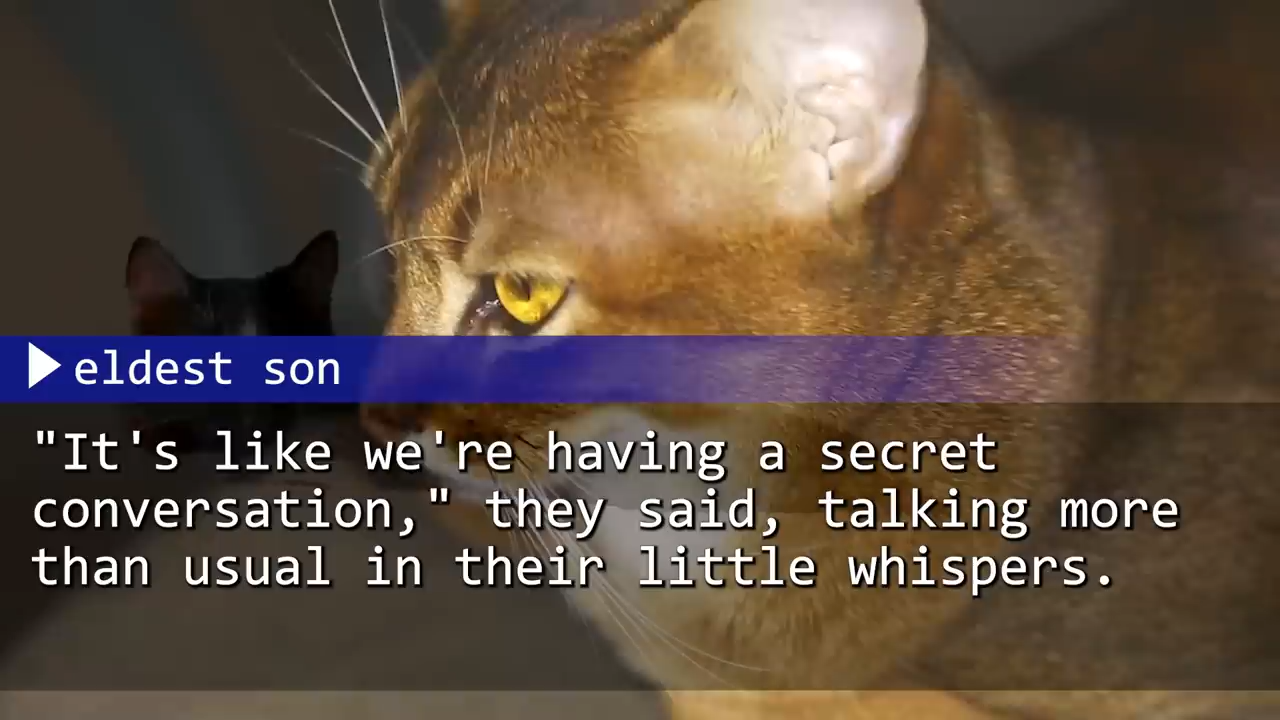 eldest son
"It's like we're having a secret
conversation," they said, talking more
than usual in their little whispers.